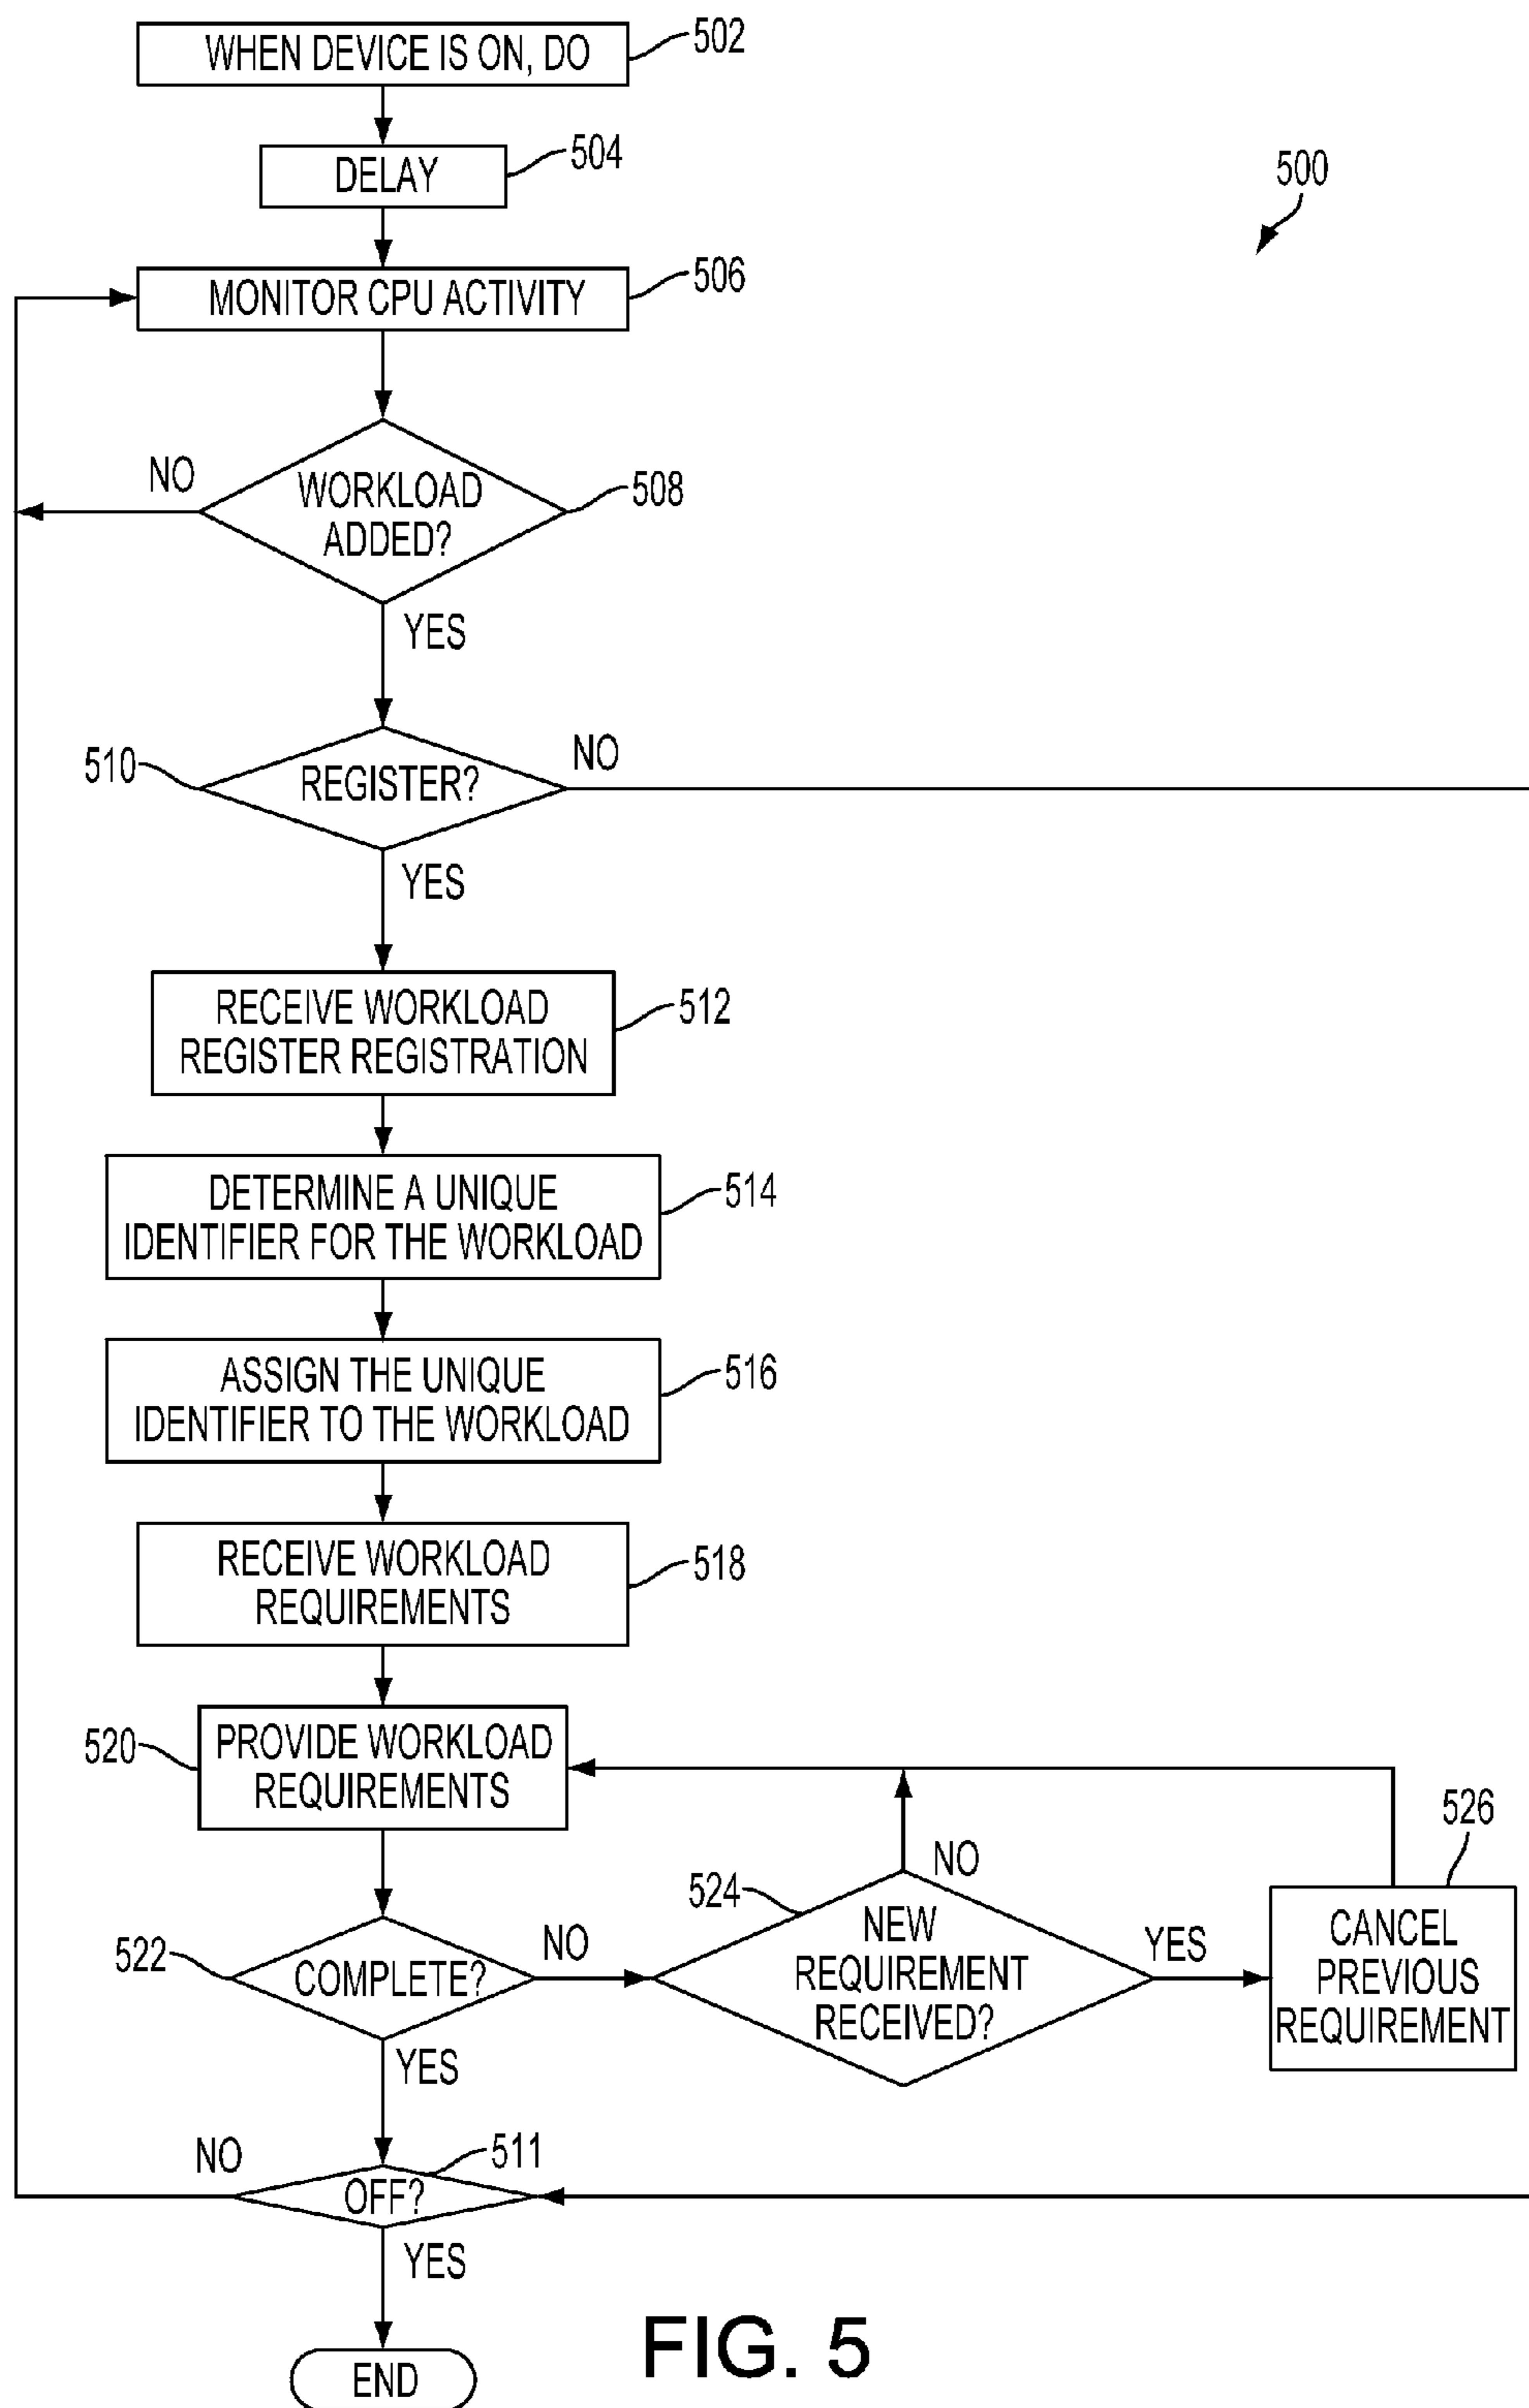 WHEN DEVICE IS ON, DO
502
DELAY
504
500
MONITOR CPU ACTIVITY
506
NO
WORKLOAD
ADDED?
508
YES
510
REGISTER?
NO
YES
RECEIVE WORKLOAD
REGISTER REGISTRATION
512
DETERMINE A UNIQUE
IDENTIFIER FOR THE WORKLOAD
514
ASSIGN THE UNIQUE
IDENTIFIER TO THE WORKLOAD
516
RECEIVE WORKLOAD
REQUIREMENTS
518
520
PROVIDE WORKLOAD
REQUIREMENTS
522
COMPLETE?
NO
524
NEW
REQUIREMENT
RECEIVED?
NO
YES
526
CANCEL
PREVIOUS
REQUIREMENT
YES
NO
OFF?
511
YES
END
FIG. 5